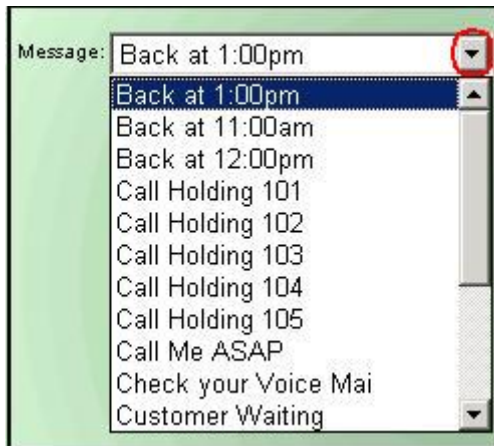 Message: Back at 1:00pm
Back at 1:00pm
Back at 11:00am
Back at 12:00pm
Call Holding 101
Call Holding 102
Call Holding 103
Call Holding 104
Call Holding 105
Call Me ASAP
Check your Voice Mai
Customer Waiting